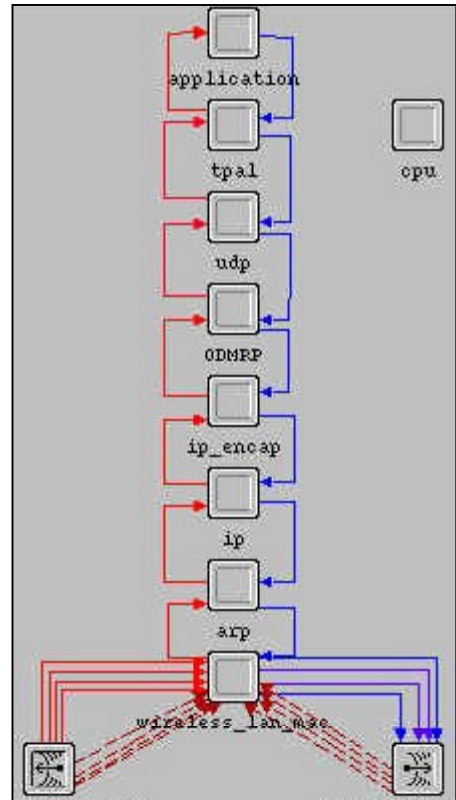 application
tpal
cpu
udp
ODMRP
ip_encap
ip
arp
wireless_lan_mac